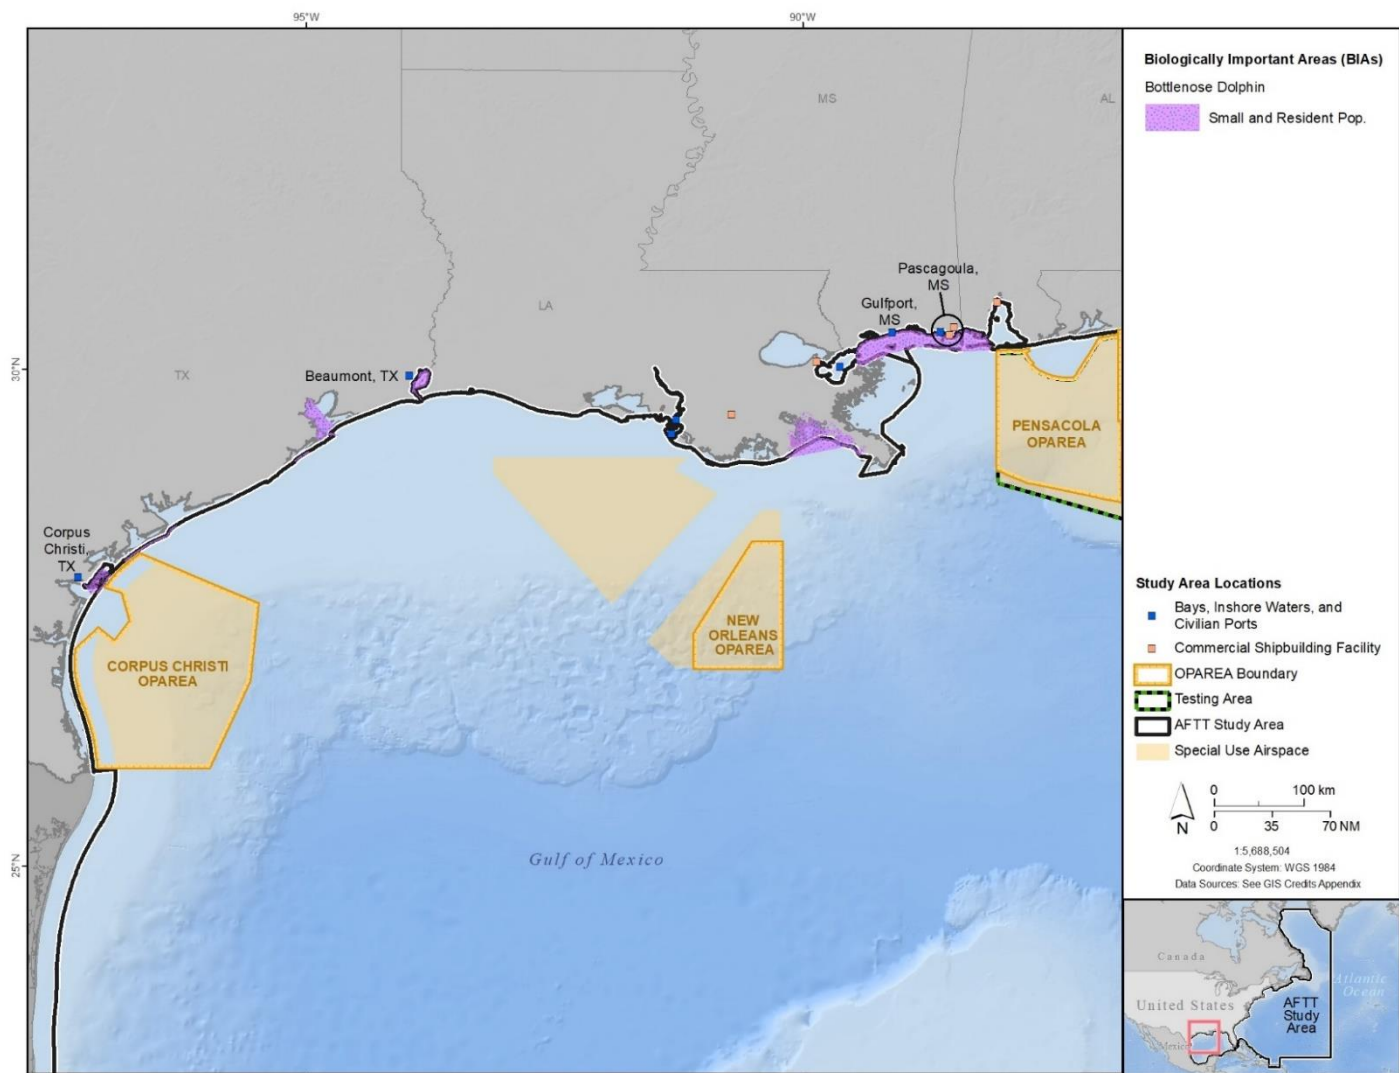 95°W
90°W
MS
AL
Pascagoula,
MS
Gulfport,
MS
LA
TX
30°N
Beaumont, TX
PENSACOLA
OPAREA
Corpus
Christi,
TX
NEW
ORLEANS
OPAREA
CORPUS CHRISTI
OPAREA
25°N
Gulf of Mexico
Biologically Important Areas (BIAs)
Bottlenose Dolphin
Small and Resident Pop.
Study Area Locations
Bays, Inshore Waters, and
Civilian Ports
Commercial Shipbuilding Facility
OPAREA Boundary
Testing Area
AFTT Study Area
Special Use Airspace
0 100 km
N
0 35 70 NM
1:5,688,504
Coordinate System: WGS 1984
Data Sources: See GIS Credits Appendix
Canada
United States
Atlantic
Ocean
AFTT
Study
Area
Mexico